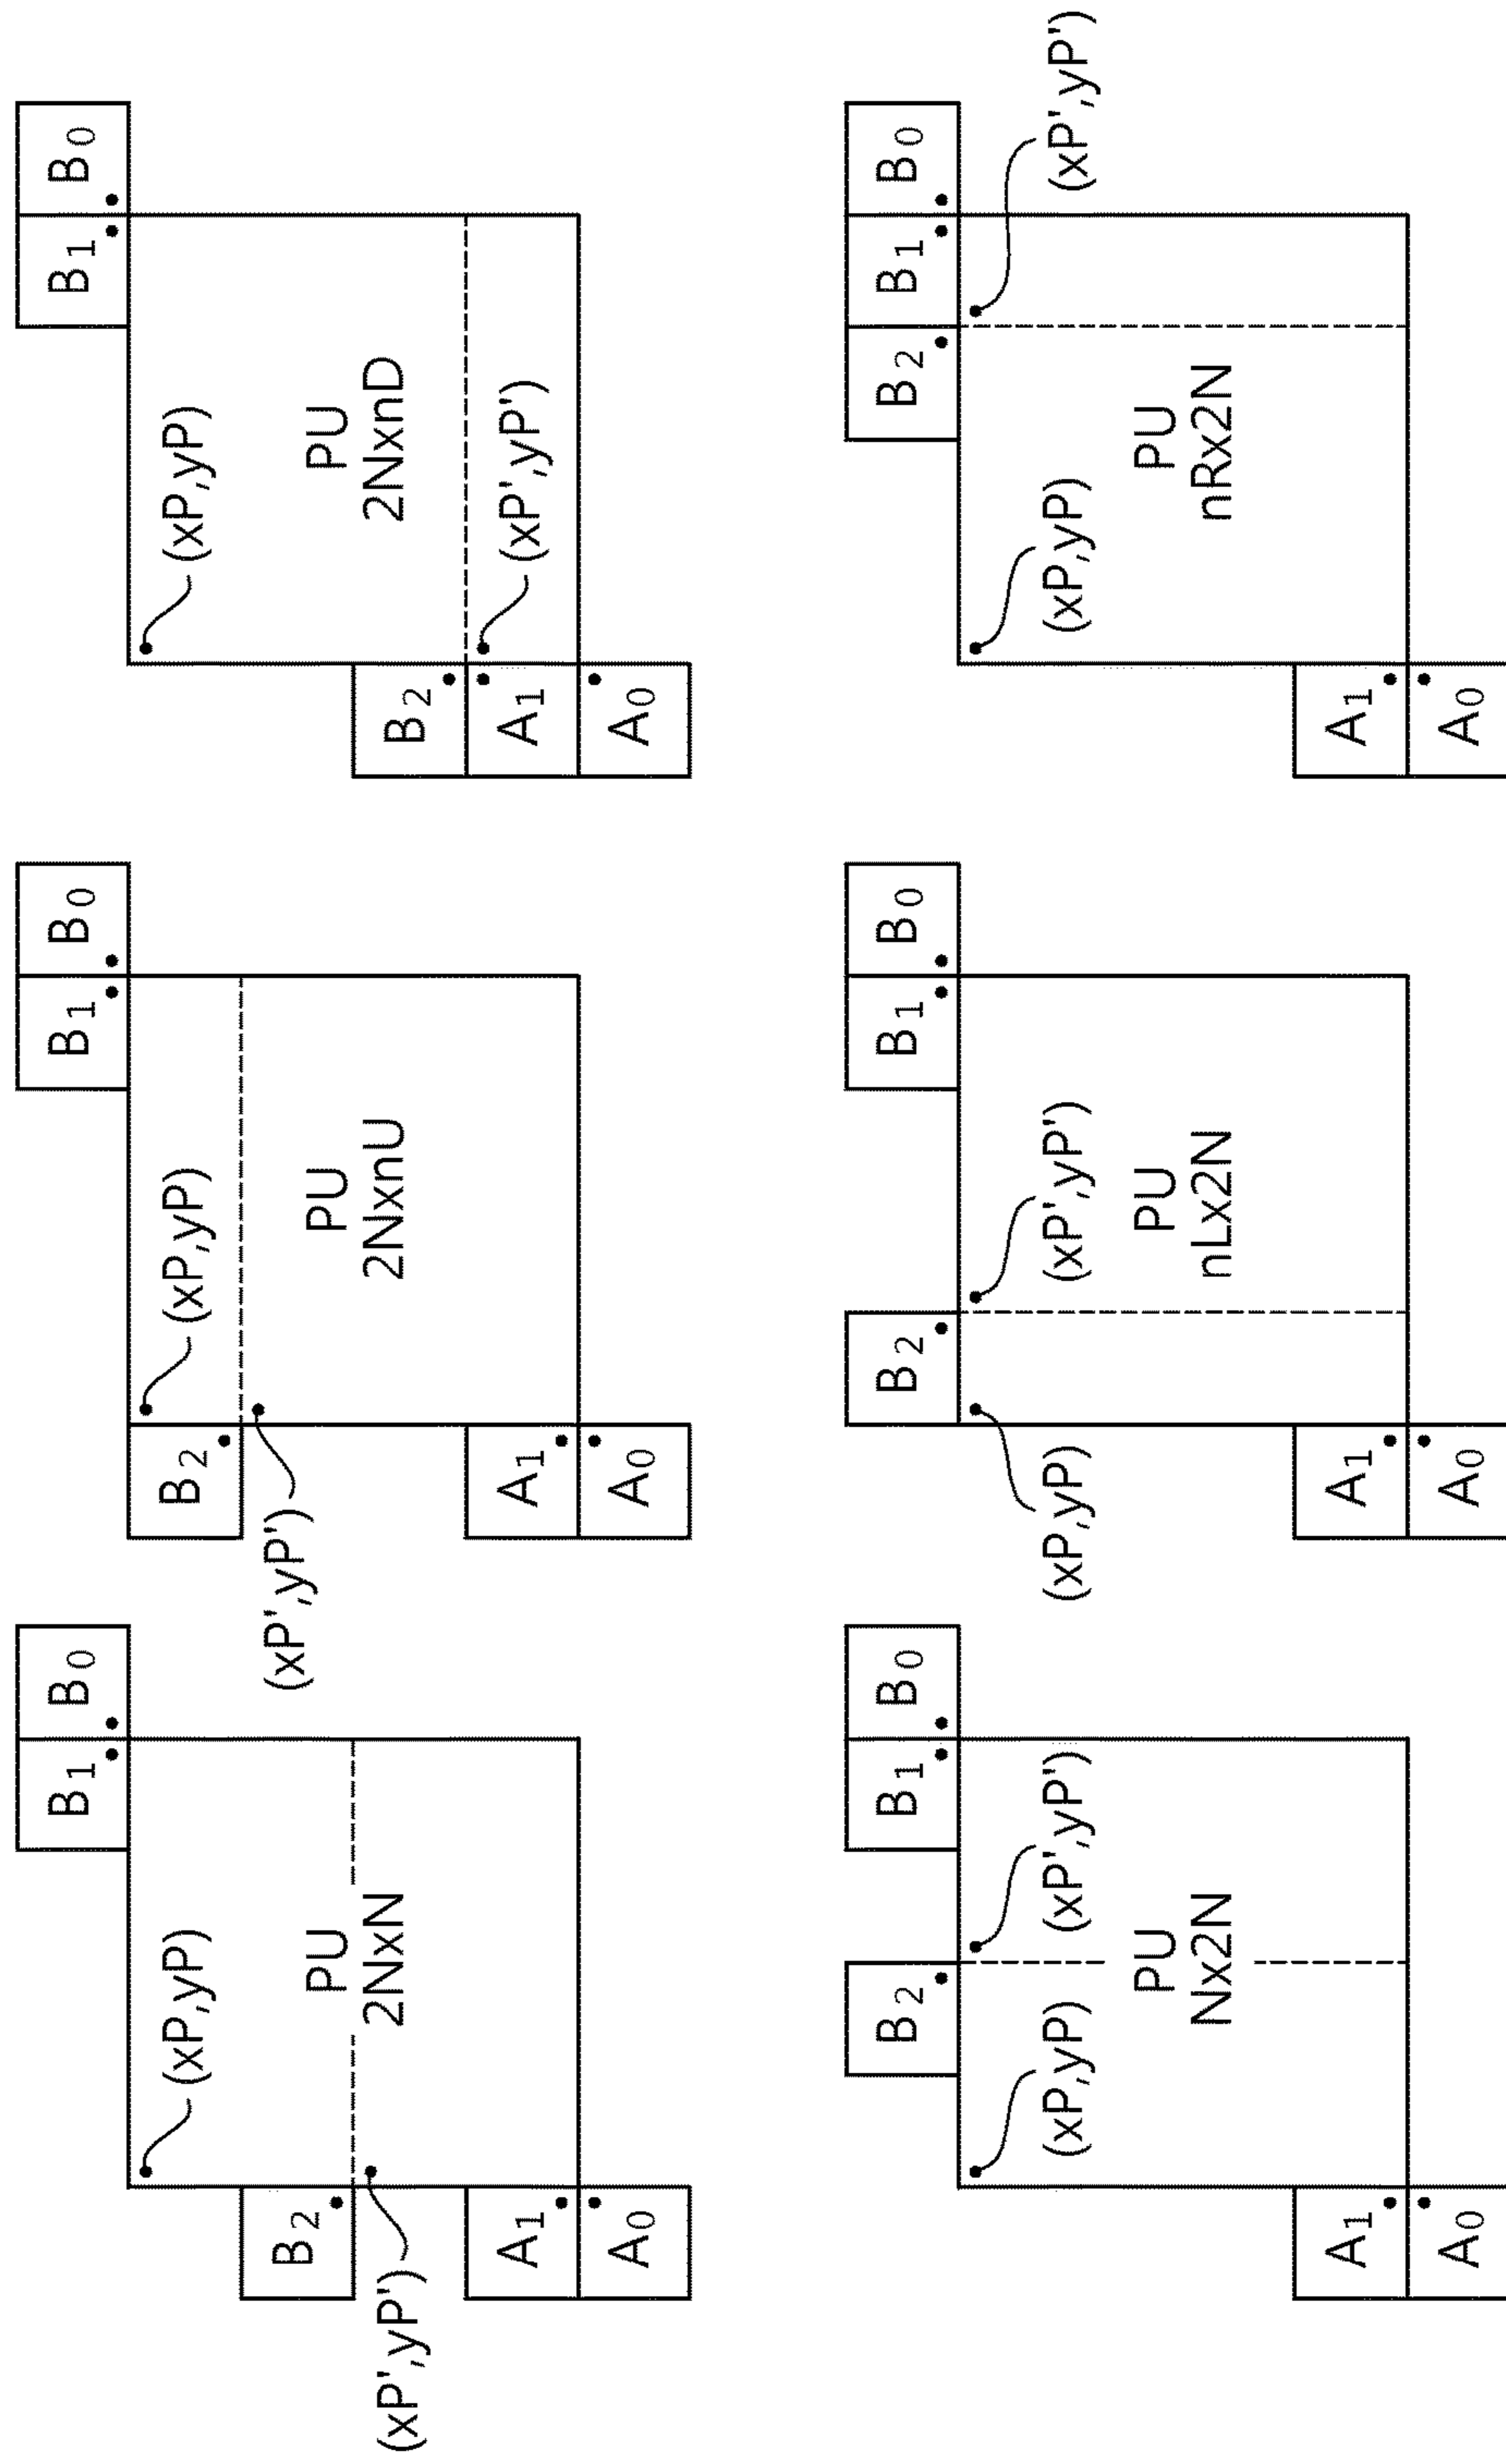 B1 B0
(xP,yP)
B2
PU
2NxN
(xP',yP')
A1
A0
B1 B0
B2
(xP,yP)
(xP',yP')
PU
2NxnU
A1
A0
B1 B0
(xP,yP)
PU
2NxnD
B2
A1
(xP',yP')
A0
B2 B1 B0
(xP,yP) (xP',yP')
PU
Nx2N
A1
A0
B2 B1 B0
(xP,yP) (xP',yP')
PU
nLx2N
A1
A0
B2 B1 B0
(xP,yP) (xP',yP')
PU
nRx2N
A1
A0